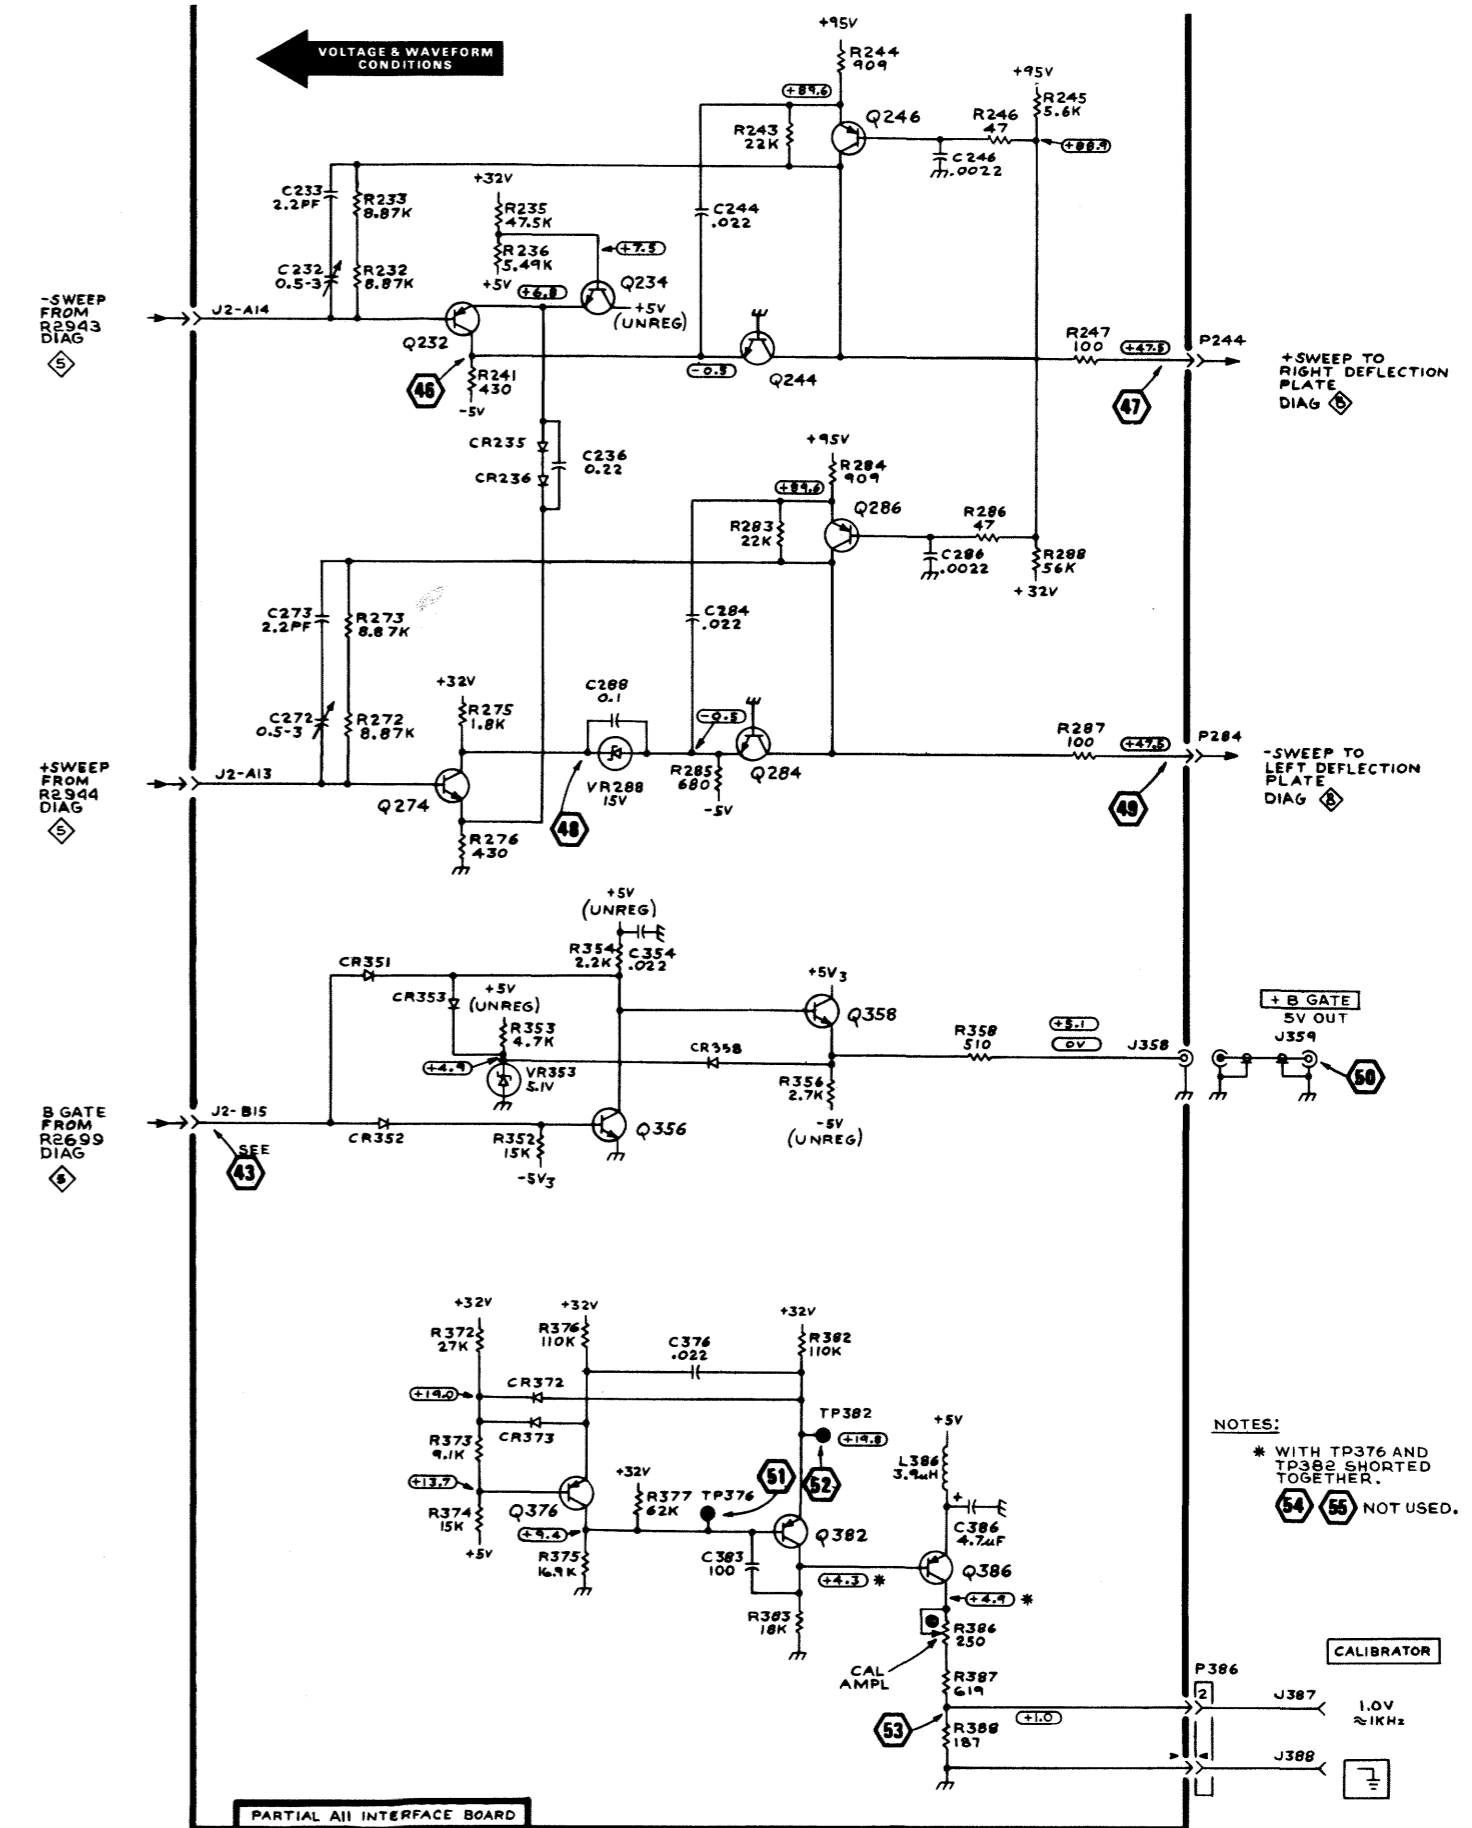 VOLTAGE & WAVEFORM
CONDITIONS
+95V
R244
909
+89.6
R243
22K
Q246
+95V
R245
5.6K
R246
47
+88.9
C246
.0022
C233
2.2PF
R233
8.87K
+32V
R235
47.5K
R236
5.49K
+5V
+7.5
C244
.022
C232
0.5-3
R232
8.87K
+6.8
Q234
+5V
(UNREG)
-SWEEP
FROM
R2943
DIAG
5
J2-A14
Q232
46
R241
430
-5V
-0.5
Q244
R247
100
+47.5
P244
47
+SWEEP TO
RIGHT DEFLECTION
PLATE
DIAG 8
CR235
CR236
C236
0.22
+95V
R284
909
+89.6
R283
22K
Q286
R286
47
C286
.0022
R288
56K
+32V
C273
2.2PF
R273
8.87K
C284
.022
+32V
R275
1.8K
C288
0.1
-0.5
C272
0.5-3
R272
8.87K
+SWEEP
FROM
R2944
DIAG
5
J2-A13
Q274
48
VR288
15V
R285
680
-5V
Q284
R287
100
+47.5
P284
49
-SWEEP TO
LEFT DEFLECTION
PLATE
DIAG 8
R276
430
+5V
(UNREG)
R354
2.2K
C354
.022
CR351
CR353
+5V
(UNREG)
R353
4.7K
+4.9
VR353
5.1V
+5V3
Q358
CR358
R356
2.7K
-5V
(UNREG)
R358
510
+5.1
0V
J358
+ B GATE
5V OUT
J359
50
B GATE
FROM
R2699
DIAG
5
J2-B15
SEE
43
CR352
R352
15K
-5V3
Q356
+32V
R372
27K
+32V
R376
110K
C376
.022
+32V
R382
110K
+19.0
CR372
CR373
R373
9.1K
+13.7
R374
15K
+5V
Q376
+9.4
R375
16.9K
+32V
R377
62K
TP376
51
TP382
+19.8
52
Q382
C383
100
+4.3 *
R383
18K
+5V
L386
3.9uH
+
C386
4.7uF
Q386
+4.9 *
R386
250
CAL
AMPL
R387
619
53
+1.0
R388
187
NOTES:
* WITH TP376 AND
TP382 SHORTED
TOGETHER.
54 55 NOT USED.
CALIBRATOR
P386
2
J387
1.0V
≈1KHz
J388
PARTIAL A11 INTERFACE BOARD